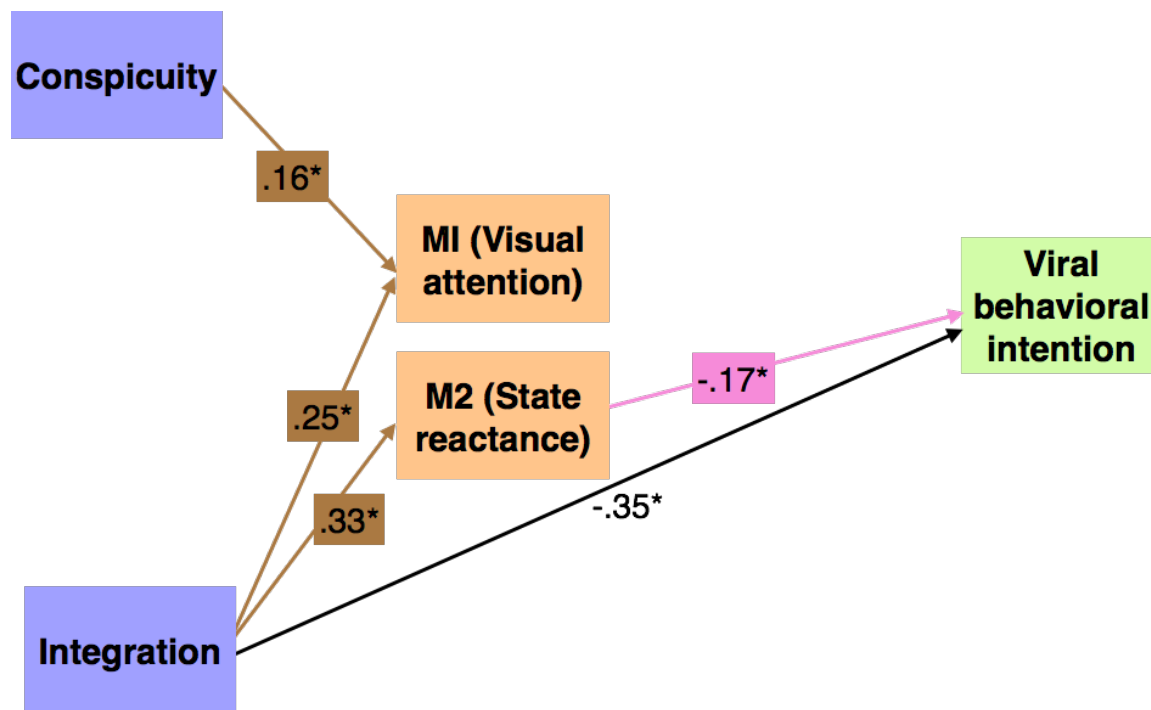 Conspicuity
.16*
MI (Visual
attention)
Viral
behavioral
intention
-.17*
M2 (State
reactance)
.25*
.33*
-.35*
Integration